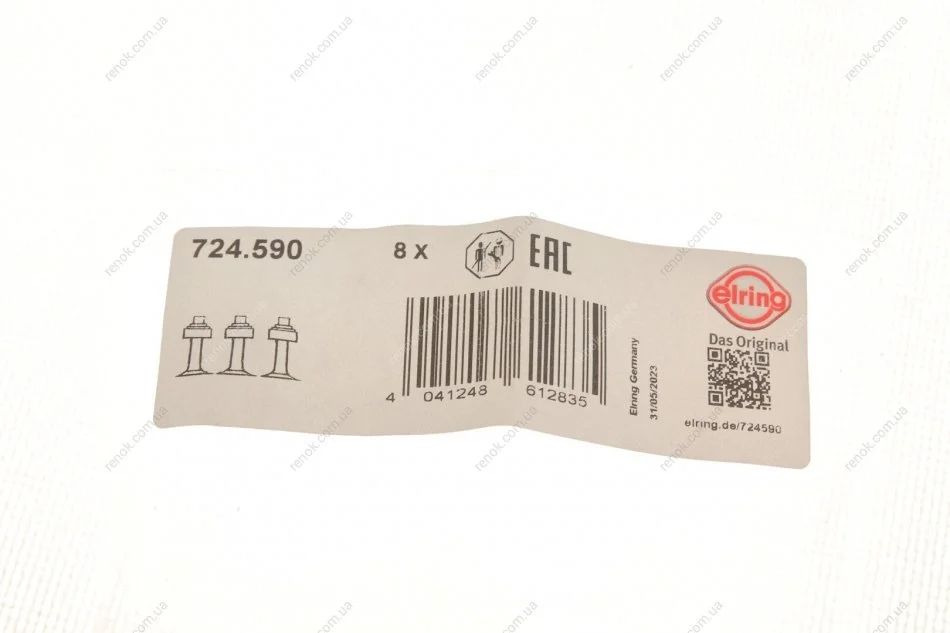 724.590
8 X
EAC
elring
Das Original
4 041248 612835
Elring Germany
31/05/2023
elring.de/724590
renok.com.ua